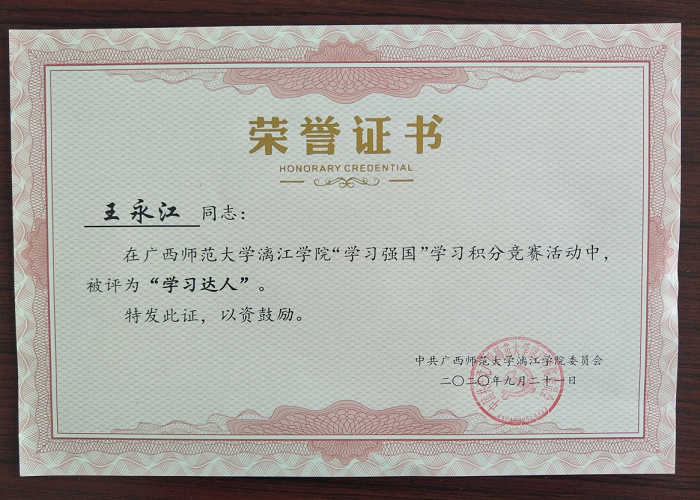 荣誉证书
HONORARY CREDENTIAL
王永江 同志：
在广西师范大学漓江学院“学习强国”学习积分竞赛活动中，
被评为“学习达人”。
特发此证，以资鼓励。
中共广西师范大学漓江学院委员会
二〇二〇年九月二十一日